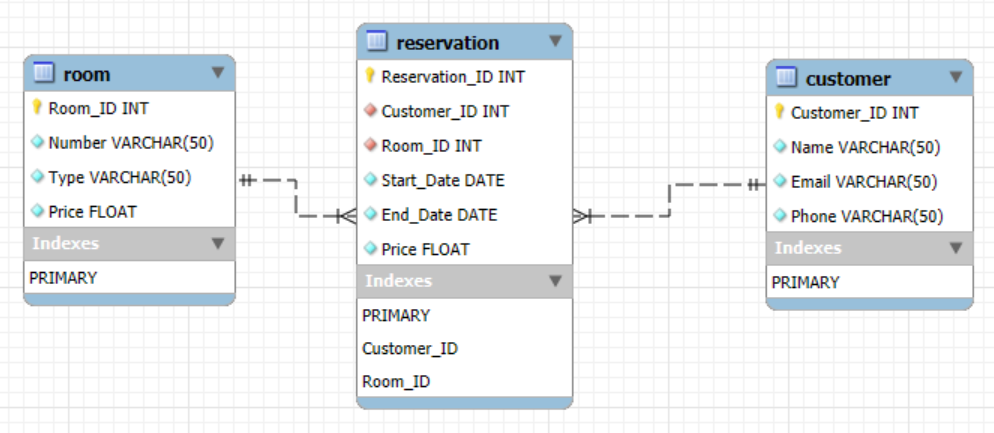 room
Room_ID INT
Number VARCHAR(50)
Type VARCHAR(50)
Price FLOAT
Indexes
PRIMARY
reservation
Reservation_ID INT
Customer_ID INT
Room_ID INT
Start_Date DATE
End_Date DATE
Price FLOAT
Indexes
PRIMARY
Customer_ID
Room_ID
customer
Customer_ID INT
Name VARCHAR(50)
Email VARCHAR(50)
Phone VARCHAR(50)
Indexes
PRIMARY